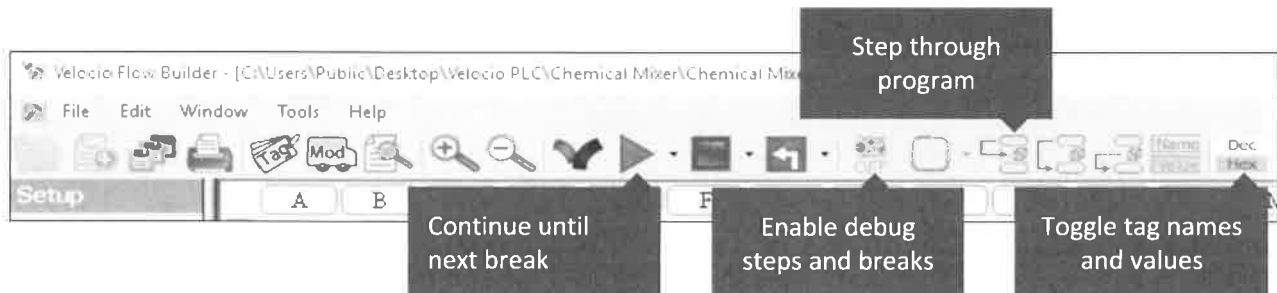 Step through
program
Velocio Flow Builder - [C:\Users\Public\Desktop\Velocio PLC\Chemical Mixer\Chemical Mixe
File Edit Window Tools Help
Tag Mod OFF Name Value Dec Hex
Setup A B F
Continue until
next break
Enable debug
steps and breaks
Toggle tag names
and values